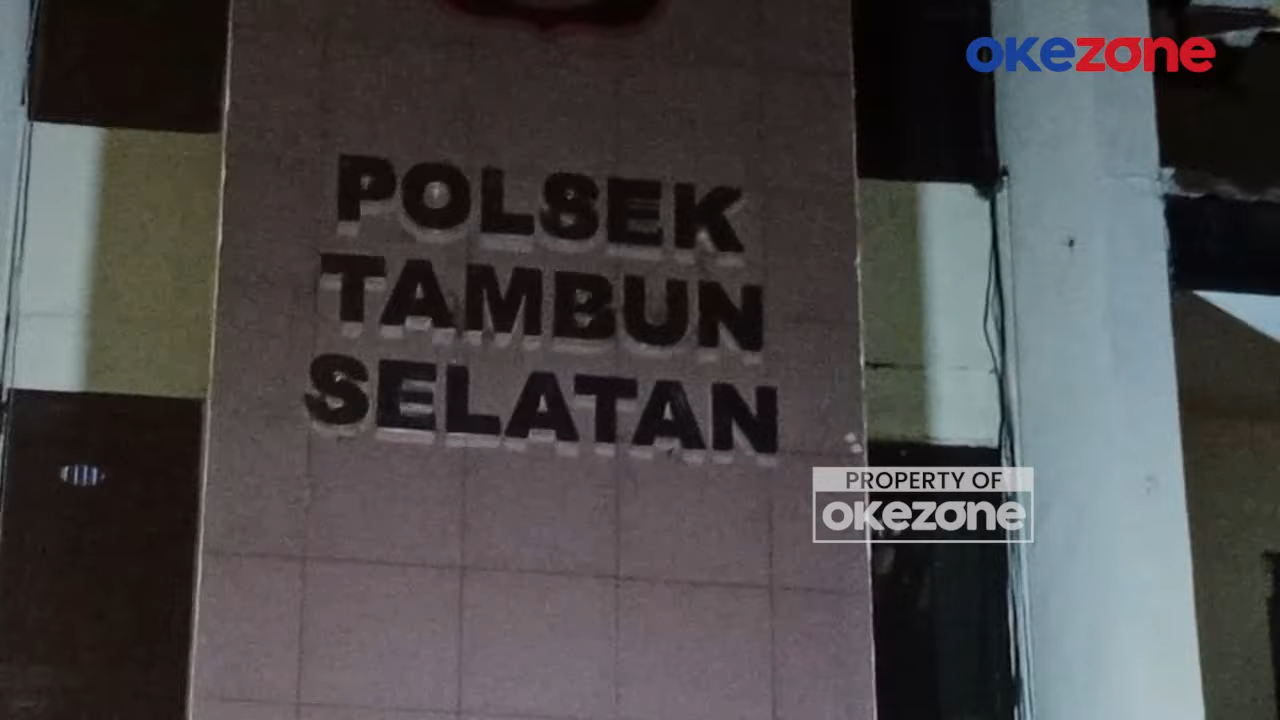 okezone
POLSEK
TAMBUN
SELATAN
PROPERTY OF
okezone